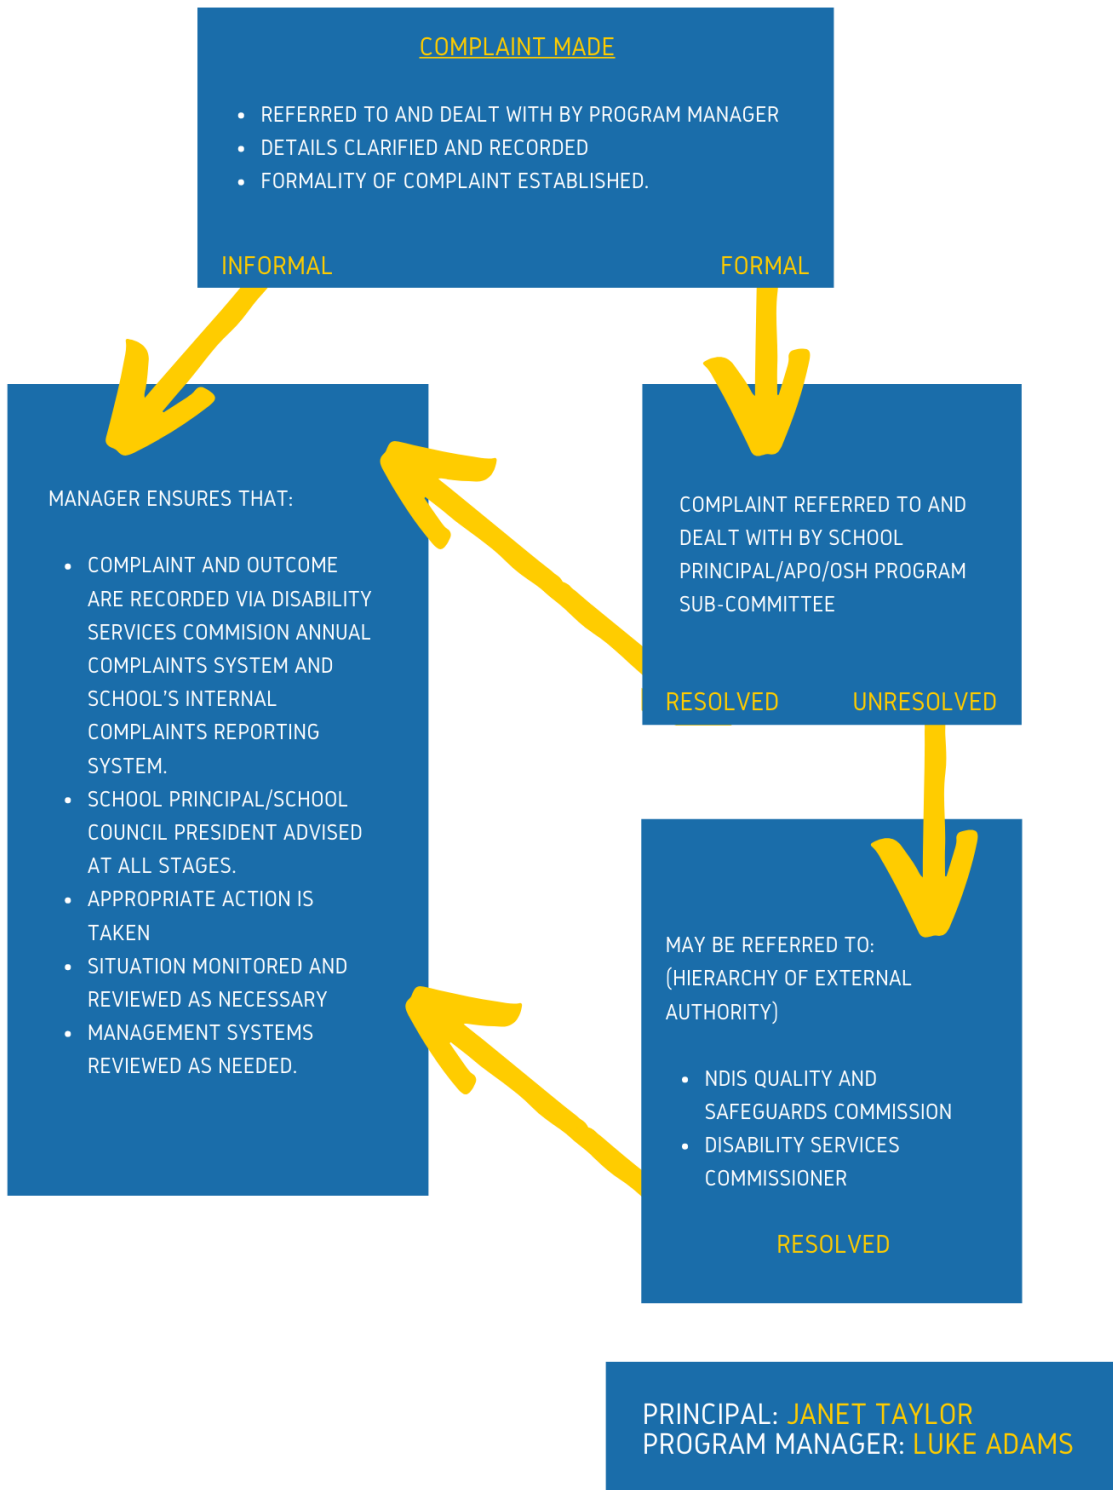 COMPLAINT MADE
• REFERRED TO AND DEALT WITH BY PROGRAM MANAGER
• DETAILS CLARIFIED AND RECORDED
• FORMALITY OF COMPLAINT ESTABLISHED.
INFORMAL
FORMAL
MANAGER ENSURES THAT:
• COMPLAINT AND OUTCOME
ARE RECORDED VIA DISABILITY
SERVICES COMMISION ANNUAL
COMPLAINTS SYSTEM AND
SCHOOL'S INTERNAL
COMPLAINTS REPORTING
SYSTEM.
• SCHOOL PRINCIPAL/SCHOOL
COUNCIL PRESIDENT ADVISED
AT ALL STAGES.
• APPROPRIATE ACTION IS
TAKEN
• SITUATION MONITORED AND
REVIEWED AS NECESSARY
• MANAGEMENT SYSTEMS
REVIEWED AS NEEDED.
COMPLAINT REFERRED TO AND
DEALT WITH BY SCHOOL
PRINCIPAL/APO/OSH PROGRAM
SUB-COMMITTEE
RESOLVED
UNRESOLVED
MAY BE REFERRED TO:
(HIERARCHY OF EXTERNAL
AUTHORITY)
• NDIS QUALITY AND
SAFEGUARDS COMMISSION
• DISABILITY SERVICES
COMMISSIONER
RESOLVED
PRINCIPAL: JANET TAYLOR
PROGRAM MANAGER: LUKE ADAMS